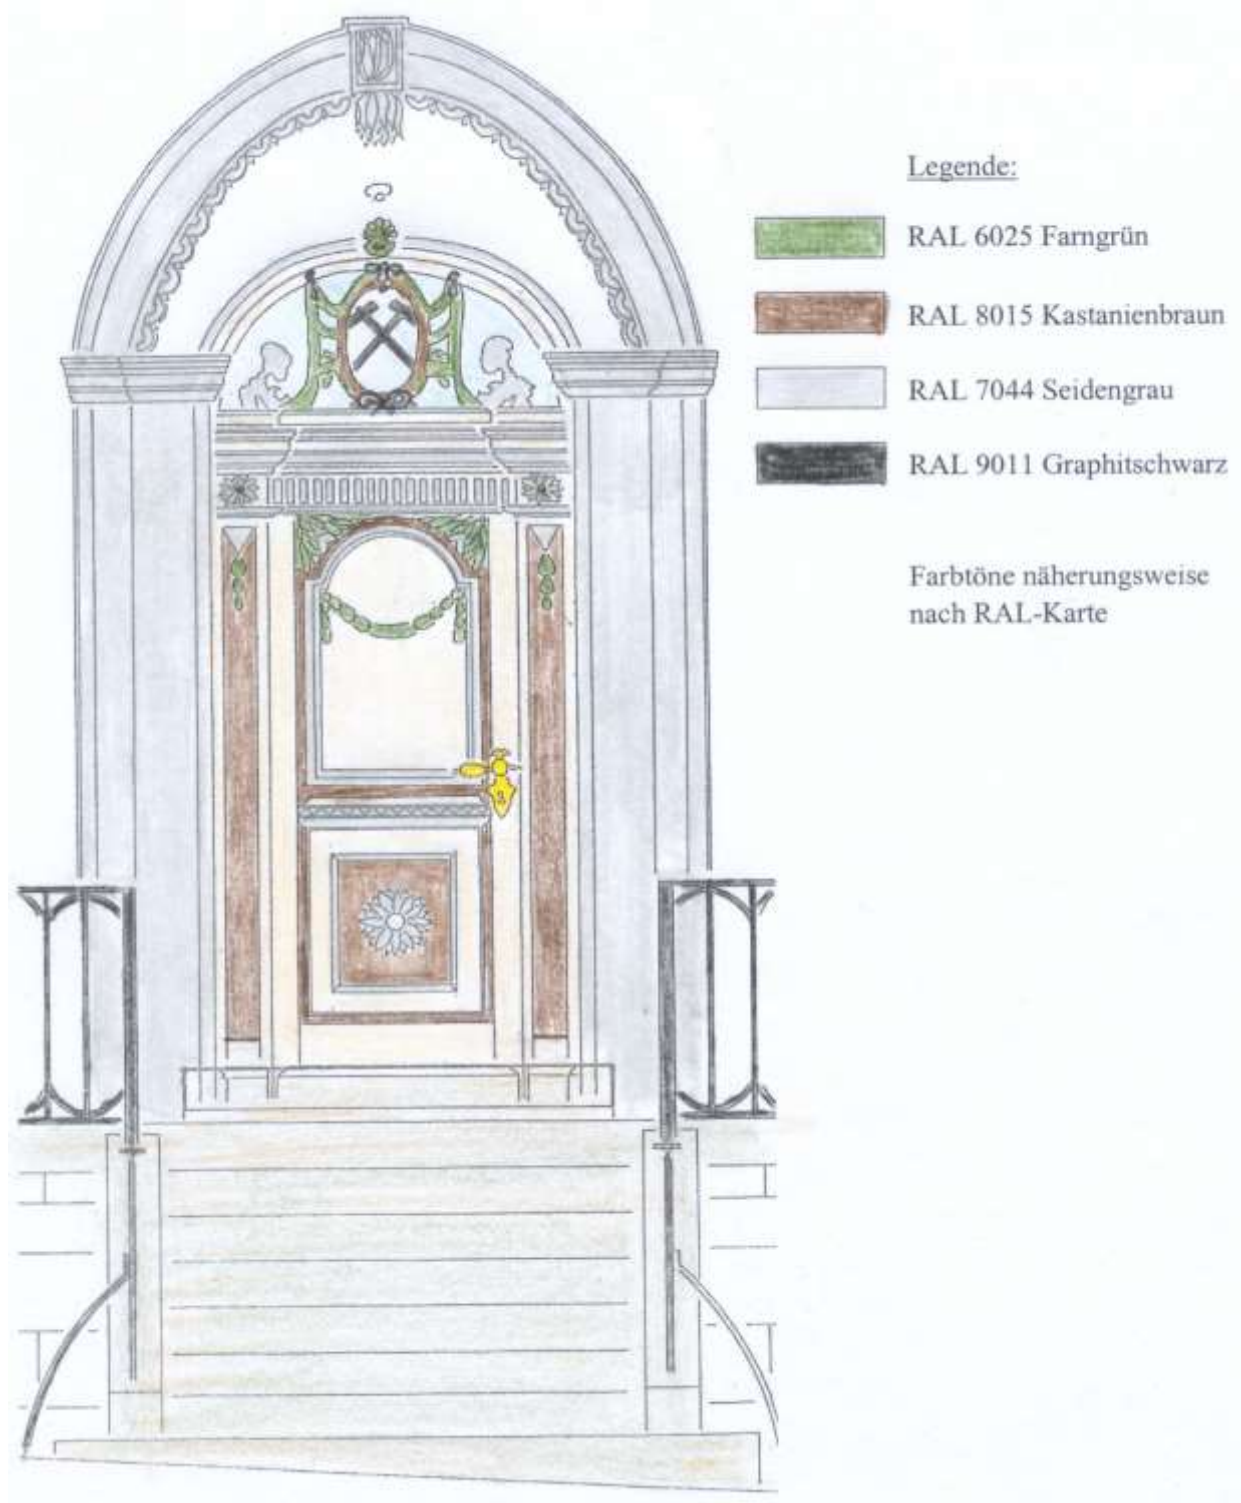 Legende:
RAL 6025 Farngrün
RAL 8015 Kastanienbraun
RAL 7044 Seidengrau
RAL 9011 Graphitschwarz
Farbtöne näherungsweise
nach RAL-Karte